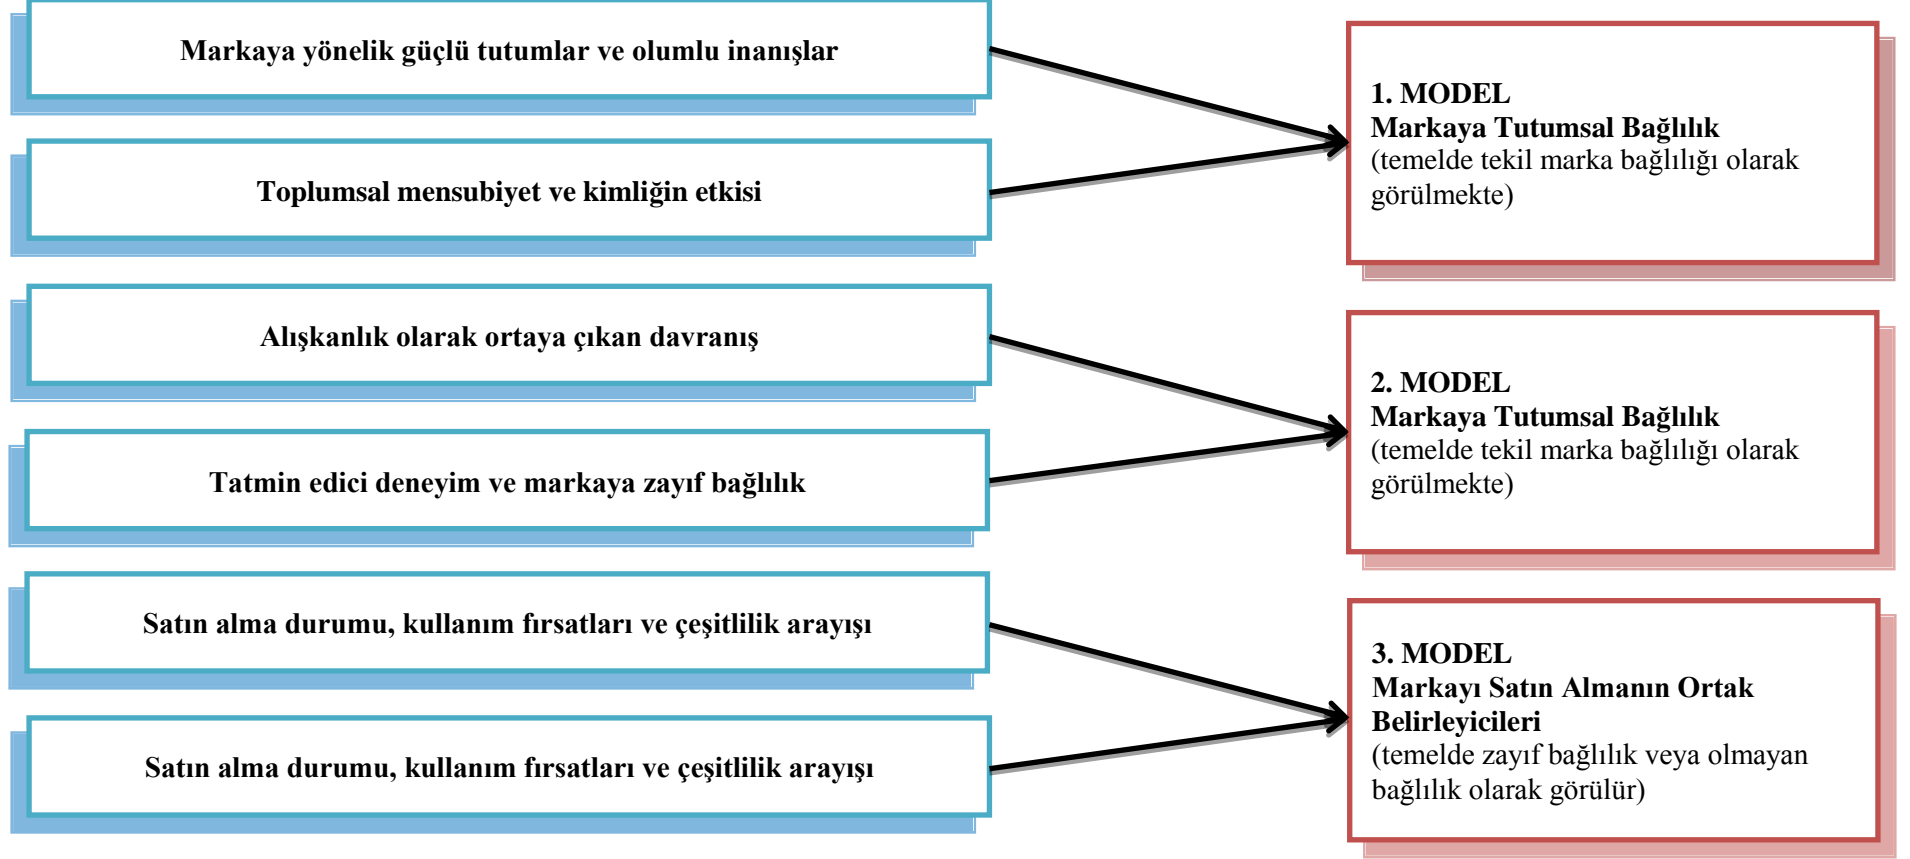 Markaya yönelik güçlü tutumlar ve olumlu inanışlar
Toplumsal mensubiyet ve kimliğin etkisi
1. MODEL
Markaya Tutumsal Bağlılık
(temelde tekil marka bağlılığı olarak
görülmekte)
Alışkanlık olarak ortaya çıkan davranış
Tatmin edici deneyim ve markaya zayıf bağlılık
2. MODEL
Markaya Tutumsal Bağlılık
(temelde tekil marka bağlılığı olarak
görülmekte)
Satın alma durumu, kullanım fırsatları ve çeşitlilik arayışı
Satın alma durumu, kullanım fırsatları ve çeşitlilik arayışı
3. MODEL
Markayı Satın Almanın Ortak
Belirleyicileri
(temelde zayıf bağlılık veya olmayan
bağlılık olarak görülür)